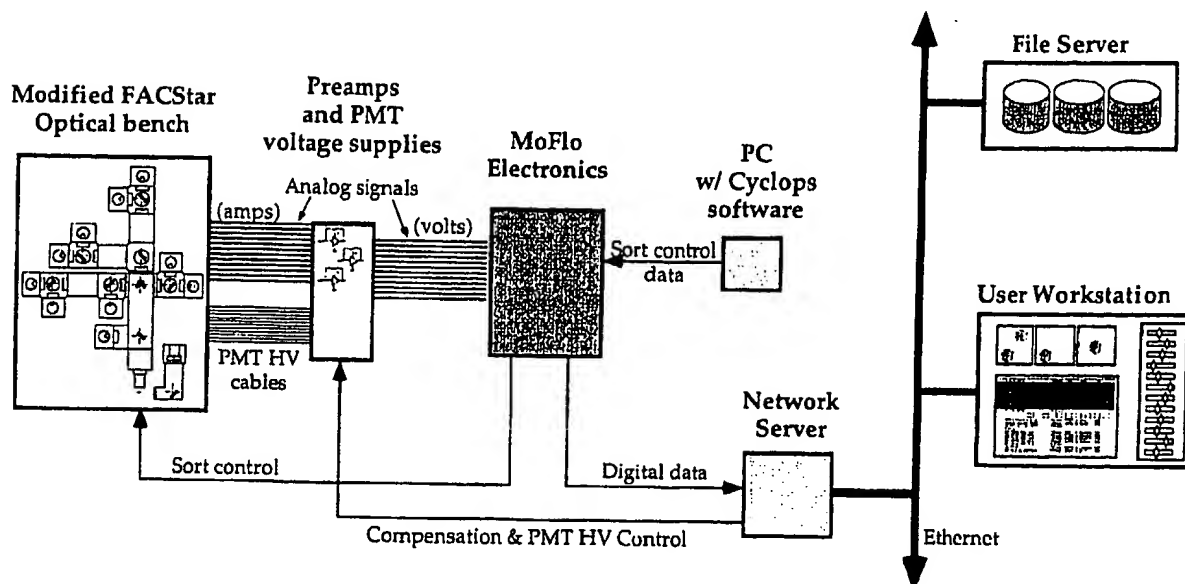 Modified FACStar
Optical bench
Preamps
and PMT
voltage supplies
Analog signals
(amps)
(volts)
PMT HV
cables
MoFlo
Electronics
PC
w/ Cyclops
software
Sort control
data
File Server
User Workstation
Network
Server
Sort control
Digital data
Compensation & PMT HV Control
Ethernet